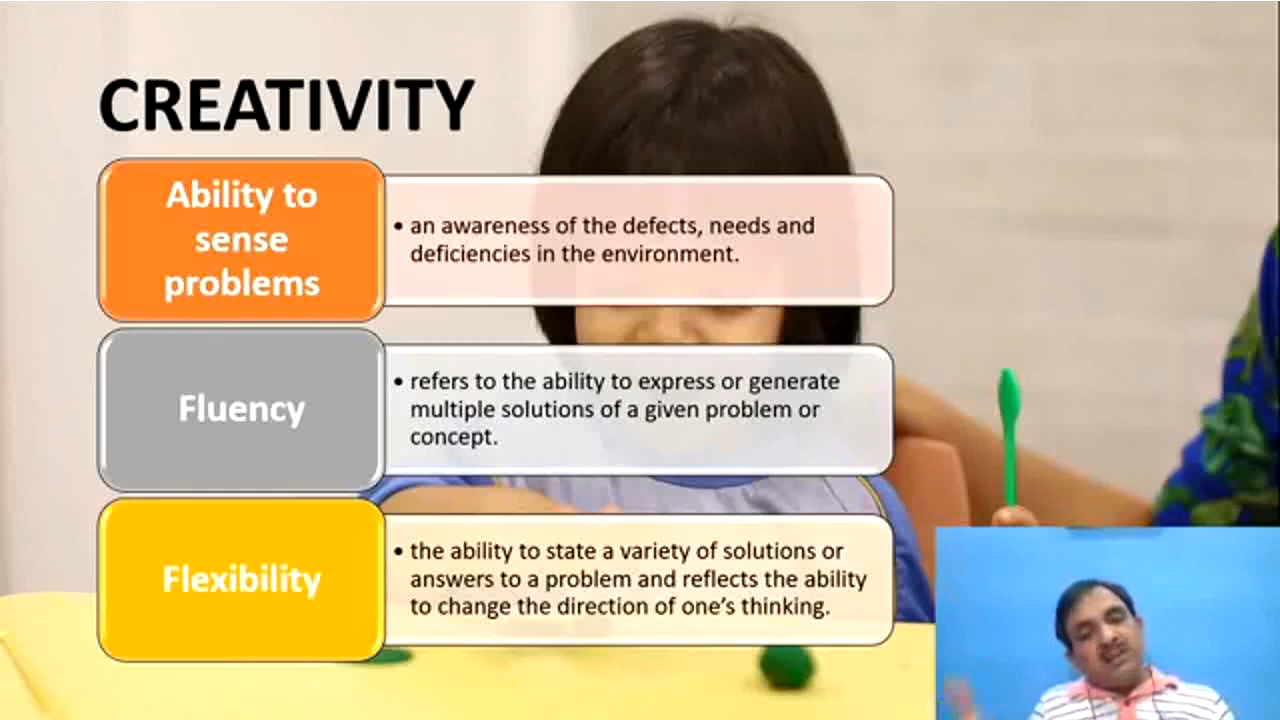 CREATIVITY
Ability to
sense
problems
• an awareness of the defects, needs and
deficiencies in the environment.
Fluency
• refers to the ability to express or generate
multiple solutions of a given problem or
concept.
Flexibility
• the ability to state a variety of solutions or
answers to a problem and reflects the ability
to change the direction of one's thinking.